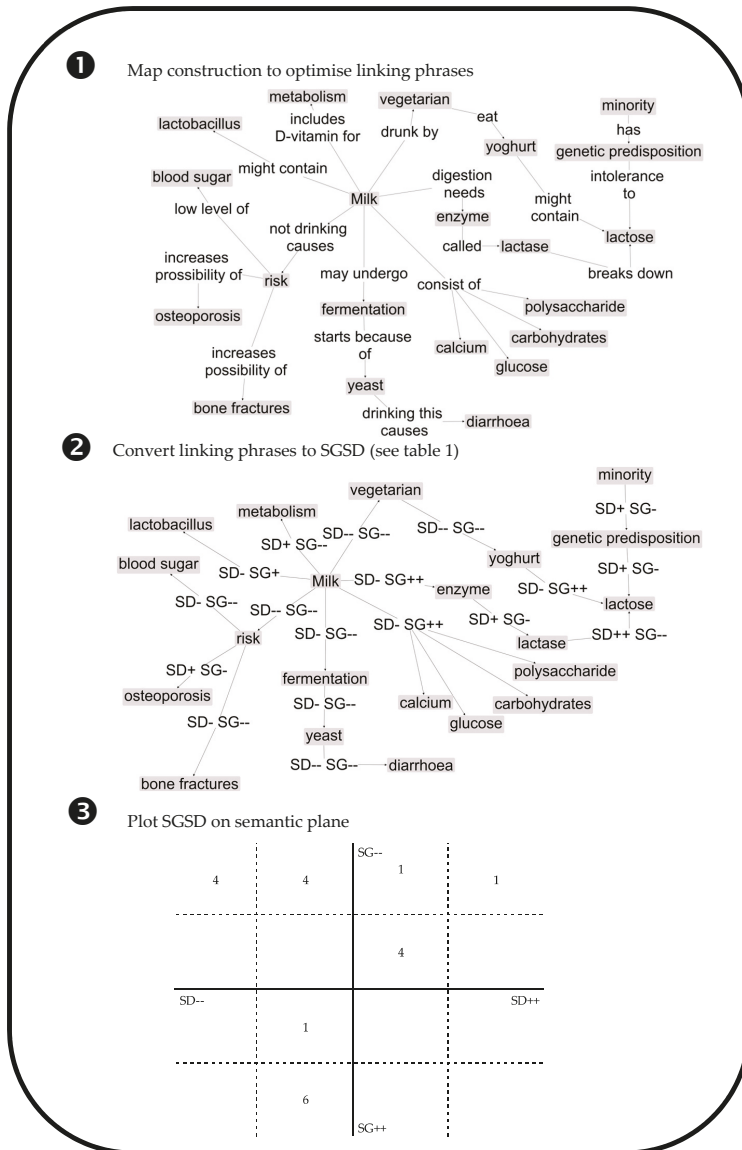 1 Map construction to optimise linking phrases
metabolism
vegetarian
minority
lactobacillus
includes
D-vitamin for
drunk by
eat
has
yoghurt
genetic predisposition
blood sugar
might contain
digestion
needs
intolerance
to
Milk
might
contain
low level of
enzyme
not drinking
causes
lactose
called
lactase
increases
prossibility of
risk
may undergo
consist of
breaks down
osteoporosis
fermentation
polysaccharide
starts because
of
calcium
carbohydrates
increases
possibility of
glucose
yeast
bone fractures
drinking this
causes
diarrhoea
2 Convert linking phrases to SGSD (see table 1)
minority
vegetarian
SD+ SG-
metabolism
lactobacillus
SD-- SG--
SD-- SG--
genetic predisposition
SD+ SG--
blood sugar
yoghurt
SD- SG+
SD+ SG-
Milk
SD- SG++
enzyme
SD- SG++
SD- SG--
SD-- SG--
lactose
SD- SG++
SD+ SG-
risk
SD- SG--
SD++ SG--
lactase
SD+ SG-
polysaccharide
fermentation
osteoporosis
calcium
carbohydrates
SD- SG--
SD- SG--
glucose
yeast
SD-- SG--
diarrhoea
bone fractures
3 Plot SGSD on semantic plane
SG--
4 4 1 1
4
SD-- SD++
1
6
SG++